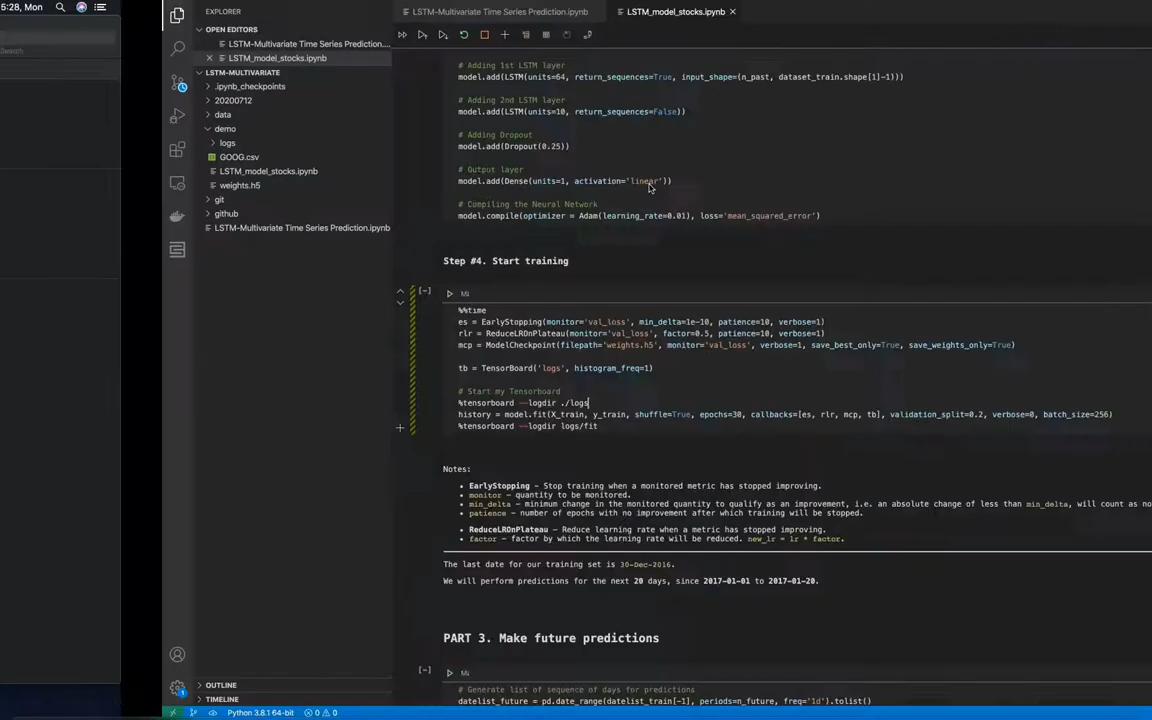 5:28, Mon
Search
EXPLORER
OPEN EDITORS
LSTM-Multivariate Time Series Prediction....
LSTM_model_stocks.ipynb
LSTM-MULTIVARIATE
.ipynb_checkpoints
20200712
data
demo
logs
GOOG.csv
LSTM_model_stocks.ipynb
weights.h5
git
github
LSTM-Multivariate Time Series Prediction.ipynb
OUTLINE
TIMELINE
Python 3.8.1 64-bit
0 0
1
LSTM-Multivariate Time Series Prediction.ipynb
LSTM_model_stocks.ipynb
# Adding 1st LSTM layer
model.add(LSTM(units=64, return_sequences=True, input_shape=(n_past, dataset_train.shape[1]-1)))
# Adding 2nd LSTM layer
model.add(LSTM(units=10, return_sequences=False))
# Adding Dropout
model.add(Dropout(0.25))
# Output layer
model.add(Dense(units=1, activation='linear'))
# Compiling the Neural Network
model.compile(optimizer = Adam(learning_rate=0.01), loss='mean_squared_error')
Step #4. Start training
[-]
M↓
%%time
es = EarlyStopping(monitor='val_loss', min_delta=1e-10, patience=10, verbose=1)
rlr = ReduceLROnPlateau(monitor='val_loss', factor=0.5, patience=10, verbose=1)
mcp = ModelCheckpoint(filepath='weights.h5', monitor='val_loss', verbose=1, save_best_only=True, save_weights_only=True)
tb = TensorBoard('logs', histogram_freq=1)
# Start my Tensorboard
%tensorboard --logdir ./logs
history = model.fit(X_train, y_train, shuffle=True, epochs=30, callbacks=[es, rlr, mcp, tb], validation_split=0.2, verbose=0, batch_size=256)
%tensorboard --logdir logs/fit
Notes:
• EarlyStopping – Stop training when a monitored metric has stopped improving.
• monitor – quantity to be monitored.
• min_delta – minimum change in the monitored quantity to qualify as an improvement, i.e. an absolute change of less than min_delta, will count as no
• patience – number of epochs with no improvement after which training will be stopped.
• ReduceLROnPlateau – Reduce learning rate when a metric has stopped improving.
• factor – factor by which the learning rate will be reduced. new_lr = lr * factor.
The last date for our training set is 30-Dec-2016.
We will perform predictions for the next 20 days, since 2017-01-01 to 2017-01-20.
PART 3. Make future predictions
[-]
M↓
# Generate list of sequence of days for predictions
datelist_future = pd.date_range(datelist_train[-1], periods=n_future, freq='1d').tolist()